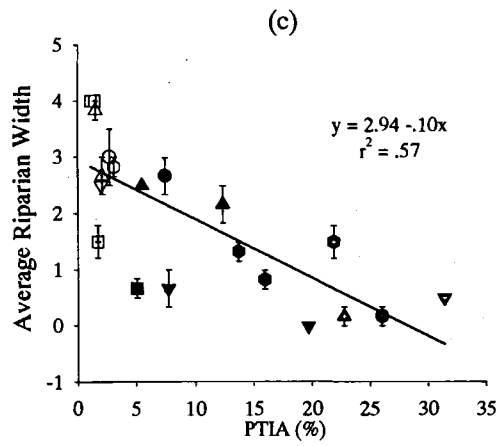 (c)
5
4
3
2
1
0
-1
Average Riparian Width
y = 2.94 -.10x
r² = .57
0 5 10 15 20 25 30 35
PTIA (%)